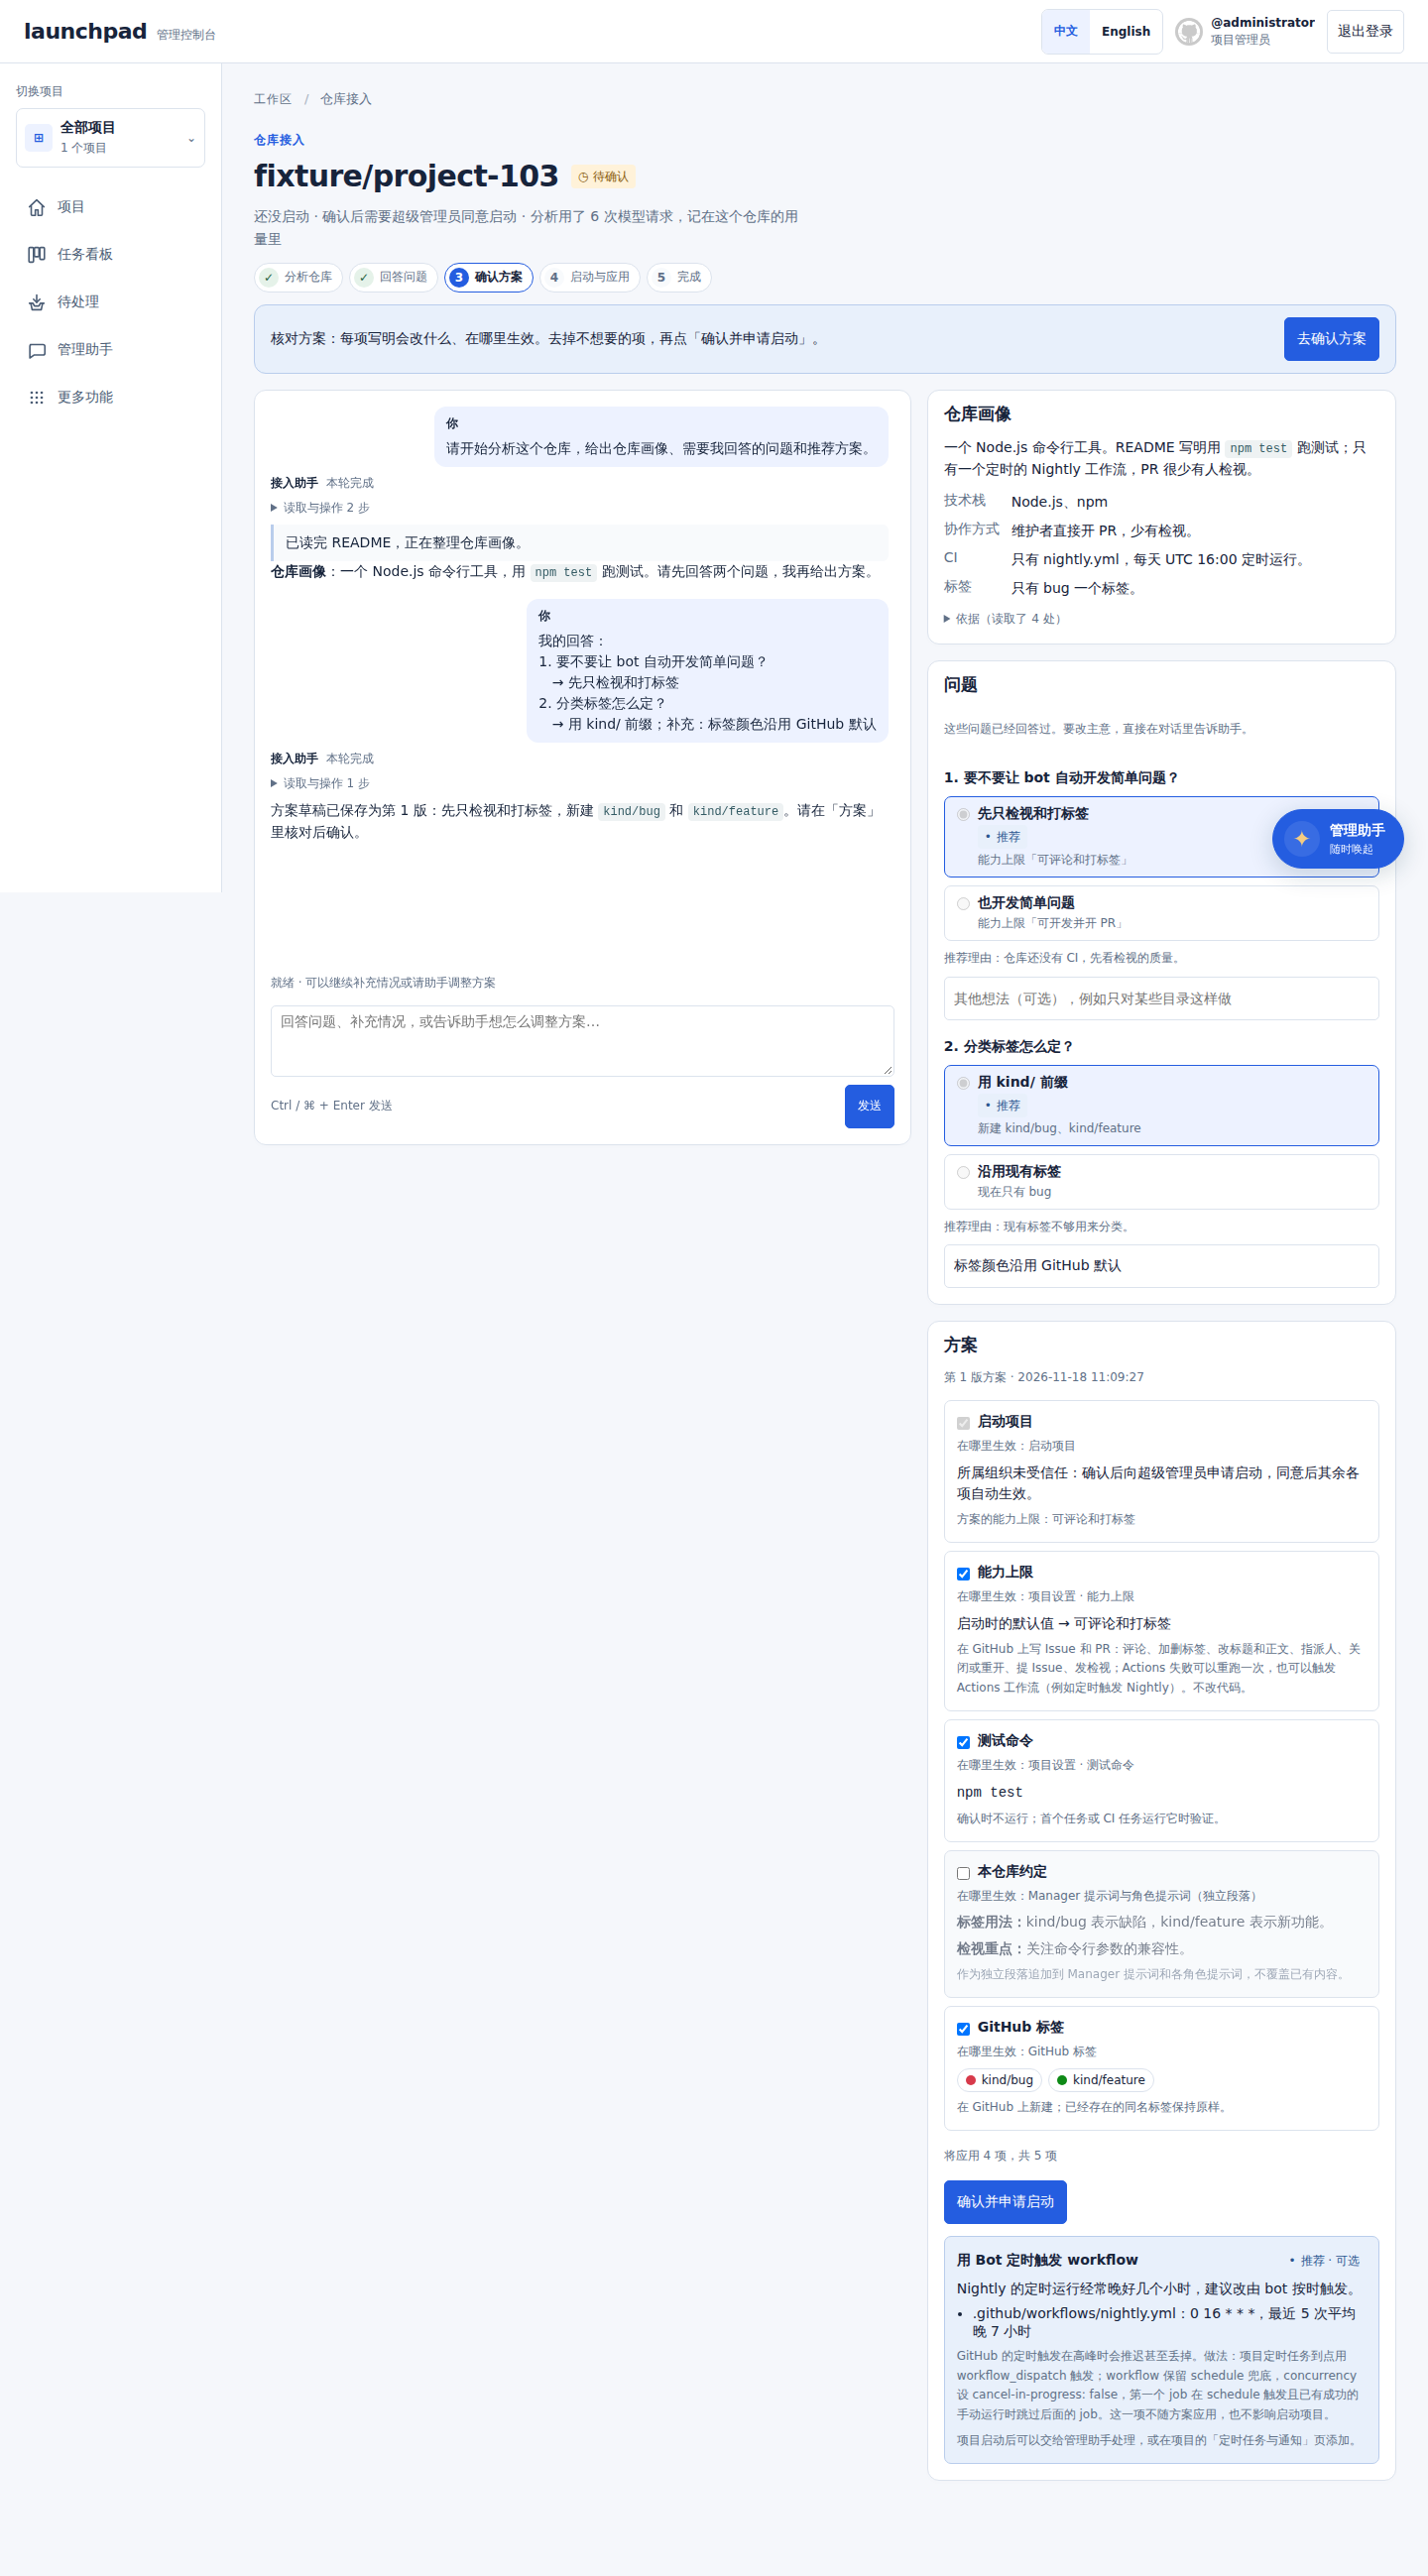 launchpad 管理控制台
中文 English @administrator 项目管理员 退出登录
切换项目
全部项目
1 个项目
项目
任务看板
待处理
管理助手
更多功能
工作区 / 仓库接入
仓库接入
fixture/project-103 待确认
还没启动 · 确认后需要超级管理员同意启动 · 分析用了 6 次模型请求，记在这个仓库的用
量里
✓ 分析仓库 ✓ 回答问题 3 确认方案 4 启动与应用 5 完成
核对方案：每项写明会改什么、在哪里生效。去掉不想要的项，再点「确认并申请启动」。
去确认方案
你
请开始分析这个仓库，给出仓库画像、需要我回答的问题和推荐方案。
接入助手 本轮完成
读取与操作 2 步
已读完 README，正在整理仓库画像。
仓库画像：一个 Node.js 命令行工具，用 npm test 跑测试。请先回答两个问题，我再给出方案。
你
我的回答：
1. 要不要让 bot 自动开发简单问题？
→ 先只检视和打标签
2. 分类标签怎么定？
→ 用 kind/ 前缀；补充：标签颜色沿用 GitHub 默认
接入助手 本轮完成
读取与操作 1 步
方案草稿已保存为第 1 版：先只检视和打标签，新建 kind/bug 和 kind/feature。请在「方案」
里核对后确认。
就绪 · 可以继续补充情况或请助手调整方案
回答问题、补充情况，或告诉助手想怎么调整方案…
Ctrl / ⌘ + Enter 发送
发送
仓库画像
一个 Node.js 命令行工具。README 写明用 npm test 跑测试；只
有一个定时的 Nightly 工作流，PR 很少有人检视。
技术栈 Node.js、npm
协作方式 维护者直接开 PR，少有检视。
CI 只有 nightly.yml，每天 UTC 16:00 定时运行。
标签 只有 bug 一个标签。
依据（读取了 4 处）
问题
这些问题已经回答过。要改主意，直接在对话里告诉助手。
1. 要不要让 bot 自动开发简单问题？
先只检视和打标签
• 推荐
能力上限「可评论和打标签」
管理助手
随时唤起
也开发简单问题
能力上限「可开发并开 PR」
推荐理由：仓库还没有 CI，先看检视的质量。
其他想法（可选），例如只对某些目录这样做
2. 分类标签怎么定？
用 kind/ 前缀
• 推荐
新建 kind/bug、kind/feature
沿用现有标签
现在只有 bug
推荐理由：现有标签不够用来分类。
标签颜色沿用 GitHub 默认
方案
第 1 版方案 · 2026-11-18 11:09:27
启动项目
在哪里生效：启动项目
所属组织未受信任：确认后向超级管理员申请启动，同意后其余各
项自动生效。
方案的能力上限：可评论和打标签
能力上限
在哪里生效：项目设置 · 能力上限
启动时的默认值 → 可评论和打标签
在 GitHub 上写 Issue 和 PR：评论、加删标签、改标题和正文、指派人、关
闭或重开、提 Issue、发检视；Actions 失败可以重跑一次，也可以触发
Actions 工作流（例如定时触发 Nightly）。不改代码。
测试命令
在哪里生效：项目设置 · 测试命令
npm test
确认时不运行；首个任务或 CI 任务运行它时验证。
本仓库约定
在哪里生效：Manager 提示词与角色提示词（独立段落）
标签用法：kind/bug 表示缺陷，kind/feature 表示新功能。
检视重点：关注命令行参数的兼容性。
作为独立段落追加到 Manager 提示词和各角色提示词，不覆盖已有内容。
GitHub 标签
在哪里生效：GitHub 标签
kind/bug kind/feature
在 GitHub 上新建；已经存在的同名标签保持原样。
将应用 4 项，共 5 项
确认并申请启动
用 Bot 定时触发 workflow • 推荐 · 可选
Nightly 的定时运行经常晚好几个小时，建议改由 bot 按时触发。
• .github/workflows/nightly.yml：0 16 * * *，最近 5 次平均
晚 7 小时
GitHub 的定时触发在高峰时会推迟甚至丢掉。做法：项目定时任务到点用
workflow_dispatch 触发；workflow 保留 schedule 兜底，concurrency
设 cancel-in-progress: false，第一个 job 在 schedule 触发且已有成功的
手动运行时跳过后面的 job。这一项不随方案应用，也不影响启动项目。
项目启动后可以交给管理助手处理，或在项目的「定时任务与通知」页添加。